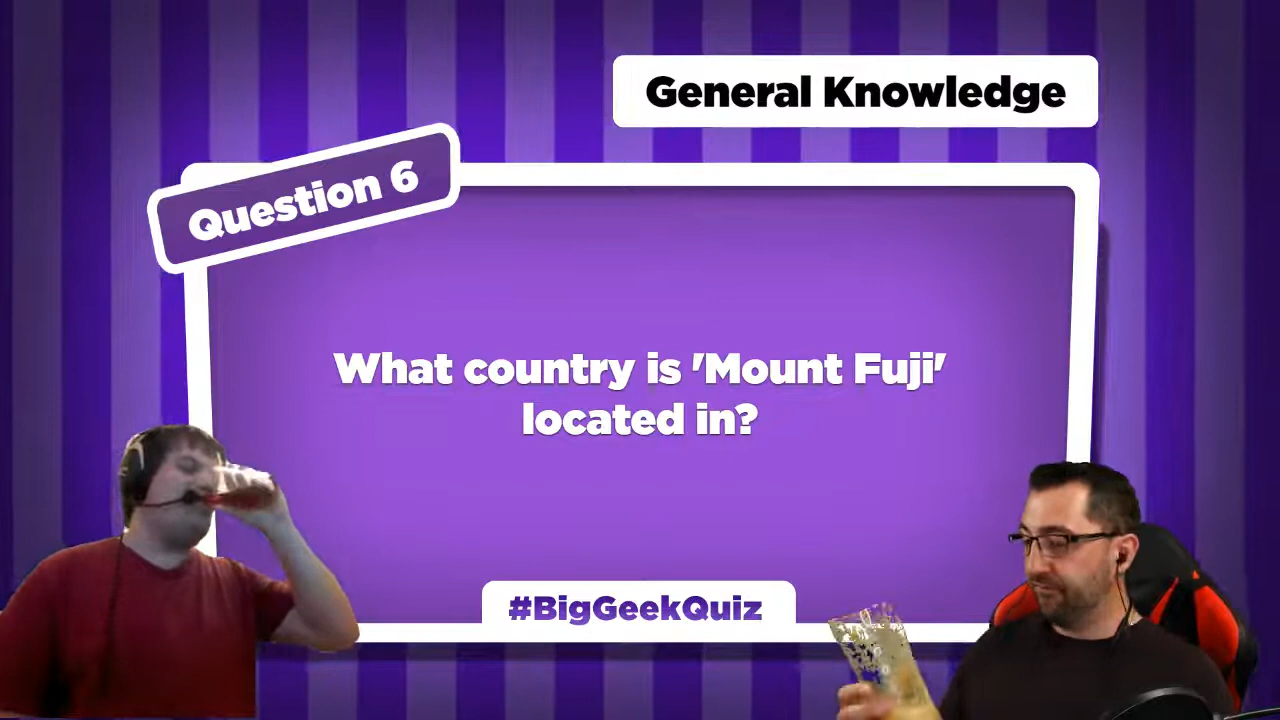 General Knowledge
Question 6
What country is 'Mount Fuji'
located in?
#BigGeekQuiz